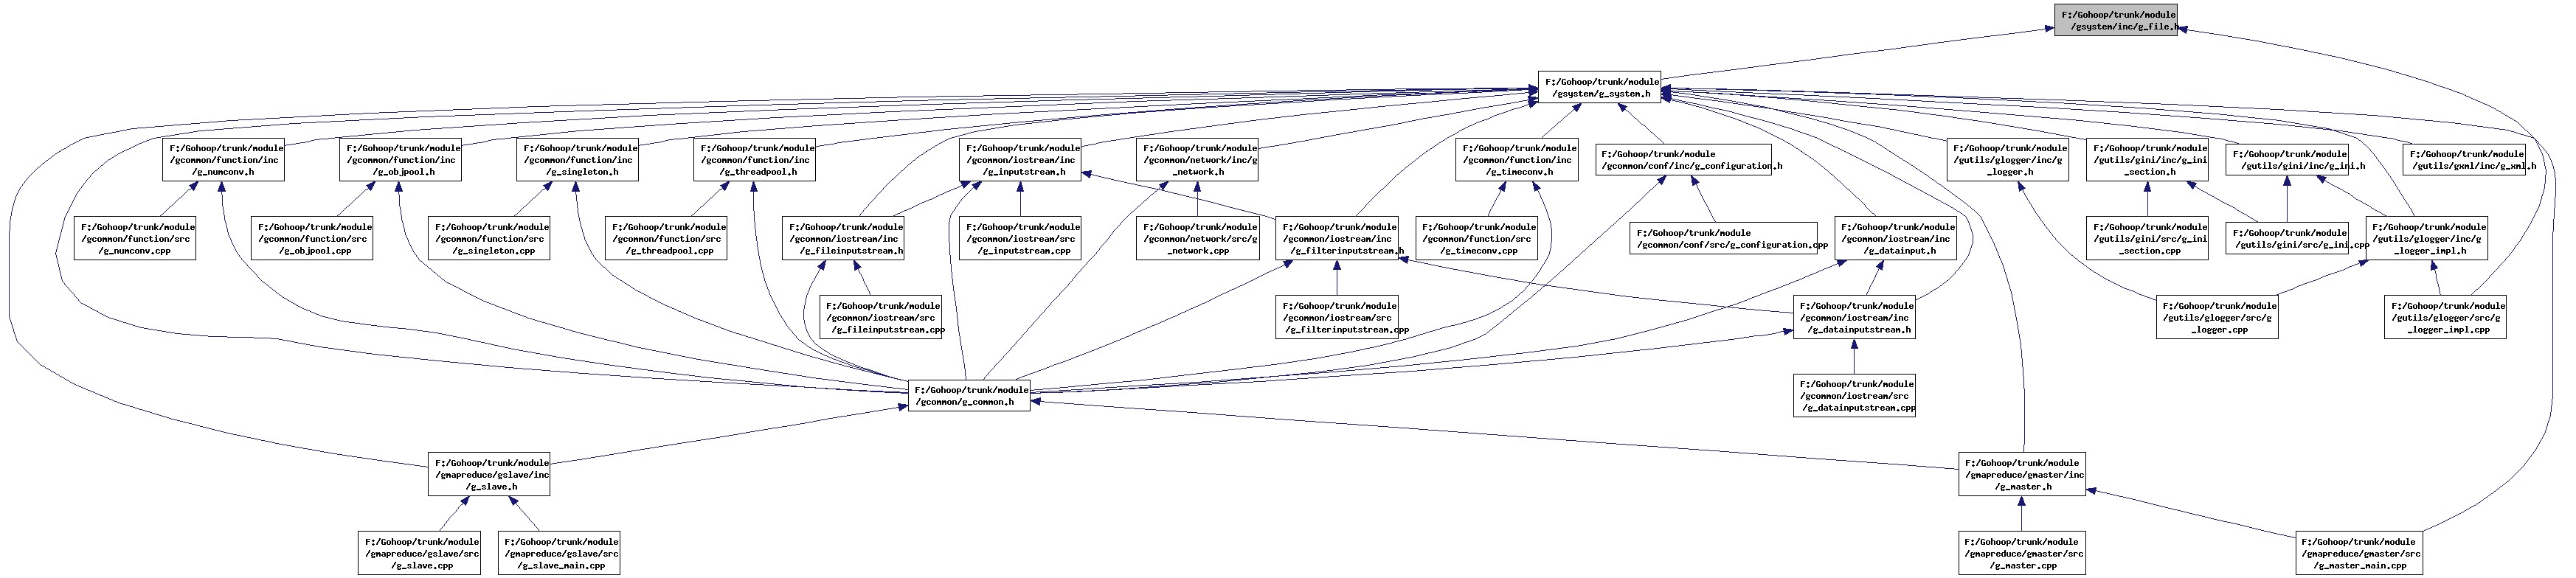 F:/Gohoop/trunk/module
/gsystem/inc/g_file.h
F:/Gohoop/trunk/module
/gsystem/g_system.h
F:/Gohoop/trunk/module
/gcommon/function/inc
/g_numconv.h
F:/Gohoop/trunk/module
/gcommon/function/inc
/g_objpool.h
F:/Gohoop/trunk/module
/gcommon/function/inc
/g_singleton.h
F:/Gohoop/trunk/module
/gcommon/function/inc
/g_threadpool.h
F:/Gohoop/trunk/module
/gcommon/iostream/inc
/g_inputstream.h
F:/Gohoop/trunk/module
/gcommon/network/inc/g
_network.h
F:/Gohoop/trunk/module
/gcommon/function/inc
/g_timeconv.h
F:/Gohoop/trunk/module
/gcommon/conf/inc/g_configuration.h
F:/Gohoop/trunk/module
/gutils/glogger/inc/g
_logger.h
F:/Gohoop/trunk/module
/gutils/gini/inc/g_ini
_section.h
F:/Gohoop/trunk/module
/gutils/gini/inc/g_ini.h
F:/Gohoop/trunk/module
/gutils/gxml/inc/g_xml.h
F:/Gohoop/trunk/module
/gcommon/function/src
/g_numconv.cpp
F:/Gohoop/trunk/module
/gcommon/function/src
/g_objpool.cpp
F:/Gohoop/trunk/module
/gcommon/function/src
/g_singleton.cpp
F:/Gohoop/trunk/module
/gcommon/function/src
/g_threadpool.cpp
F:/Gohoop/trunk/module
/gcommon/iostream/inc
/g_fileinputstream.h
F:/Gohoop/trunk/module
/gcommon/iostream/src
/g_inputstream.cpp
F:/Gohoop/trunk/module
/gcommon/network/src/g
_network.cpp
F:/Gohoop/trunk/module
/gcommon/iostream/inc
/g_filterinputstream.h
F:/Gohoop/trunk/module
/gcommon/function/src
/g_timeconv.cpp
F:/Gohoop/trunk/module
/gcommon/conf/src/g_configuration.cpp
F:/Gohoop/trunk/module
/gcommon/iostream/inc
/g_datainput.h
F:/Gohoop/trunk/module
/gutils/gini/src/g_ini
_section.cpp
F:/Gohoop/trunk/module
/gutils/gini/src/g_ini.cpp
F:/Gohoop/trunk/module
/gutils/glogger/inc/g
_logger_impl.h
F:/Gohoop/trunk/module
/gcommon/iostream/src
/g_fileinputstream.cpp
F:/Gohoop/trunk/module
/gcommon/iostream/src
/g_filterinputstream.cpp
F:/Gohoop/trunk/module
/gcommon/iostream/inc
/g_datainputstream.h
F:/Gohoop/trunk/module
/gutils/glogger/src/g
_logger.cpp
F:/Gohoop/trunk/module
/gutils/glogger/src/g
_logger_impl.cpp
F:/Gohoop/trunk/module
/gcommon/g_common.h
F:/Gohoop/trunk/module
/gcommon/iostream/src
/g_datainputstream.cpp
F:/Gohoop/trunk/module
/gmapreduce/gslave/inc
/g_slave.h
F:/Gohoop/trunk/module
/gmapreduce/gmaster/inc
/g_master.h
F:/Gohoop/trunk/module
/gmapreduce/gslave/src
/g_slave.cpp
F:/Gohoop/trunk/module
/gmapreduce/gslave/src
/g_slave_main.cpp
F:/Gohoop/trunk/module
/gmapreduce/gmaster/src
/g_master.cpp
F:/Gohoop/trunk/module
/gmapreduce/gmaster/src
/g_master_main.cpp